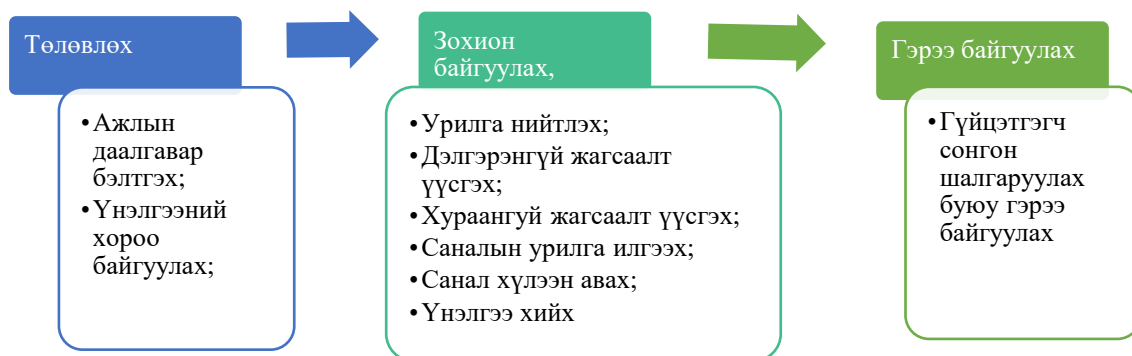 Төлөвлөх
• Ажлын
даалгавар
бэлтгэх;
• Үнэлгээний
хороо
байгуулах;
Зохион
байгуулах,
• Урилга нийтлэх;
• Дэлгэрэнгүй жагсаалт
үүсгэх;
• Хураангуй жагсаалт үүсгэх;
• Саналын урилга илгээх;
• Санал хүлээн авах;
• Үнэлгээ хийх
Гэрээ байгуулах
• Гүйцэтгэгч
сонгон
шалгаруулах
буюу гэрээ
байгуулах